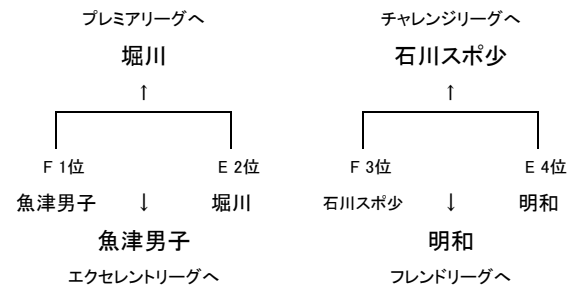 プレミアリーグへ
堀川
↑
F 1位 E 2位
魚津男子 ↓ 堀川
魚津男子
エクセレントリーグへ
チャレンジリーグへ
石川スポ少
↑
F 3位 E 4位
石川スポ少 ↓ 明和
明和
フレンドリーグへ